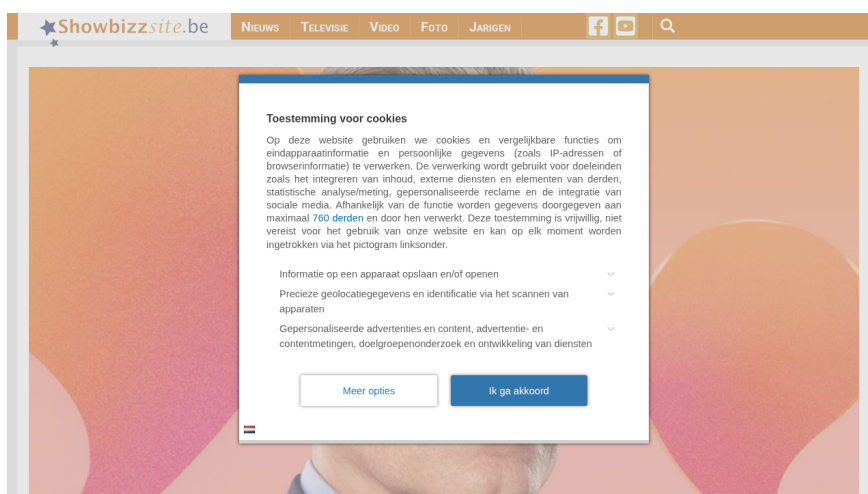 Showbizzsite.be
Nieuws Televisie Video Foto Jarigen
Toestemming voor cookies
Op deze website gebruiken we cookies en vergelijkbare functies om
eindapparaatinformatie en persoonlijke gegevens (zoals IP-adressen of
browserinformatie) te verwerken. De verwerking wordt gebruikt voor doeleinden
zoals het integreren van inhoud, externe diensten en elementen van derden,
statistische analyse/meting, gepersonaliseerde reclame en de integratie van
sociale media. Afhankelijk van de functie worden gegevens doorgegeven aan
maximaal 760 derden en door hen verwerkt. Deze toestemming is vrijwillig, niet
vereist voor het gebruik van onze website en kan op elk moment worden
ingetrokken via het pictogram linksonder.
Informatie op een apparaat opslaan en/of openen
Precieze geolocatiegegevens en identificatie via het scannen van
apparaten
Gepersonaliseerde advertenties en content, advertentie- en
contentmetingen, doelgroepenonderzoek en ontwikkeling van diensten
Meer opties
Ik ga akkoord